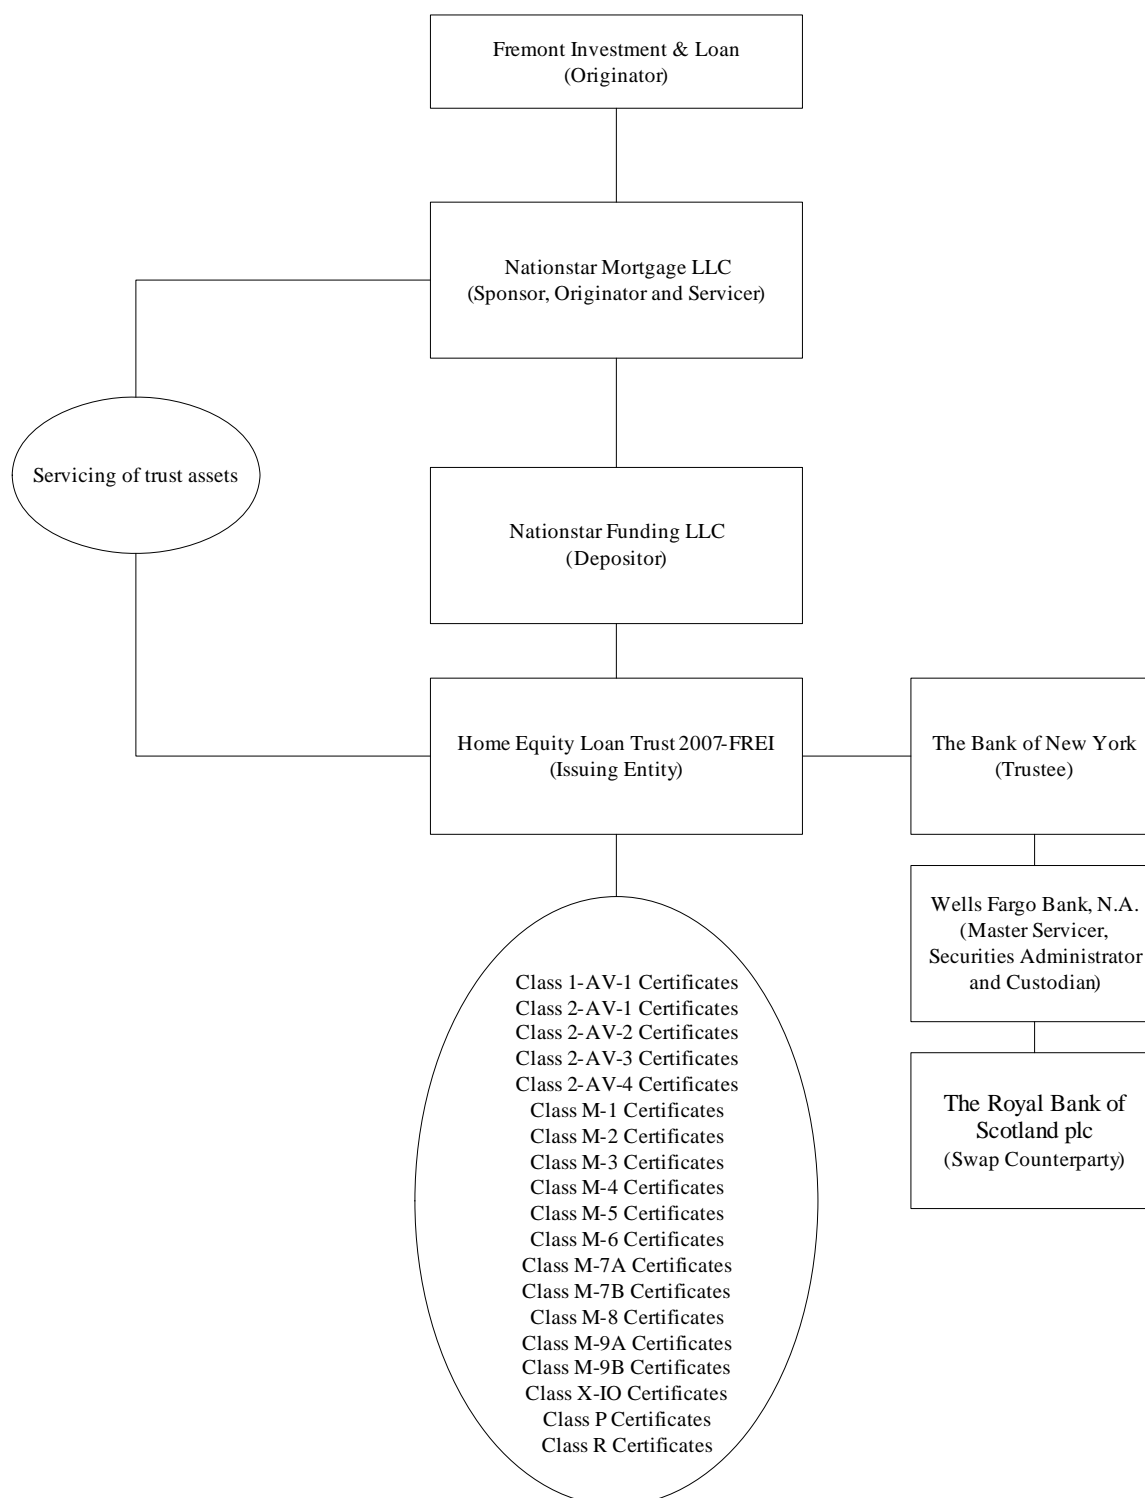 Fremont Investment & Loan
(Originator)
Nationstar Mortgage LLC
(Sponsor, Originator and Servicer)
Servicing of trust assets
Nationstar Funding LLC
(Depositor)
Home Equity Loan Trust 2007-FREI
(Issuing Entity)
The Bank of New York
(Trustee)
Wells Fargo Bank, N.A.
(Master Servicer,
Securities Administrator
and Custodian)
The Royal Bank of
Scotland plc
(Swap Counterparty)
Class 1-AV-1 Certificates
Class 2-AV-1 Certificates
Class 2-AV-2 Certificates
Class 2-AV-3 Certificates
Class 2-AV-4 Certificates
Class M-1 Certificates
Class M-2 Certificates
Class M-3 Certificates
Class M-4 Certificates
Class M-5 Certificates
Class M-6 Certificates
Class M-7A Certificates
Class M-7B Certificates
Class M-8 Certificates
Class M-9A Certificates
Class M-9B Certificates
Class X-IO Certificates
Class P Certificates
Class R Certificates